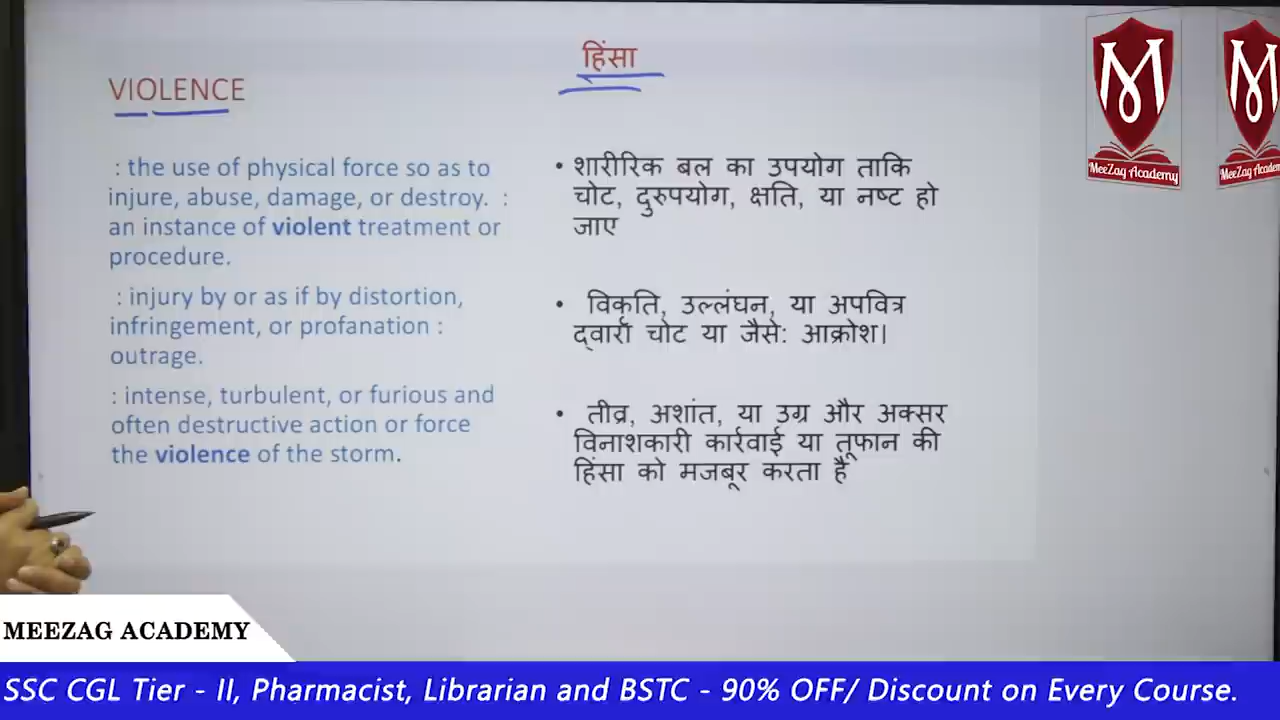 हिंसा
VIOLENCE
: the use of physical force so as to
injure, abuse, damage, or destroy. :
an instance of violent treatment or
procedure.
: injury by or as if by distortion,
infringement, or profanation :
outrage.
: intense, turbulent, or furious and
often destructive action or force
the violence of the storm.
• शारीरिक बल का उपयोग ताकि
चोट, दुरुपयोग, क्षति, या नष्ट हो
जाए
• विकृति, उल्लंघन, या अपवित्र
द्वारा चोट या जैसे: आक्रोश।
• तीव्र, अशांत, या उग्र और अक्सर
विनाशकारी कार्रवाई या तूफान की
हिंसा को मजबूर करता है
M
MeeZag Academy
M
MeeZag Academy
MEEZAG ACADEMY
SSC CGL Tier - II, Pharmacist, Librarian and BSTC - 90% OFF/ Discount on Every Course.